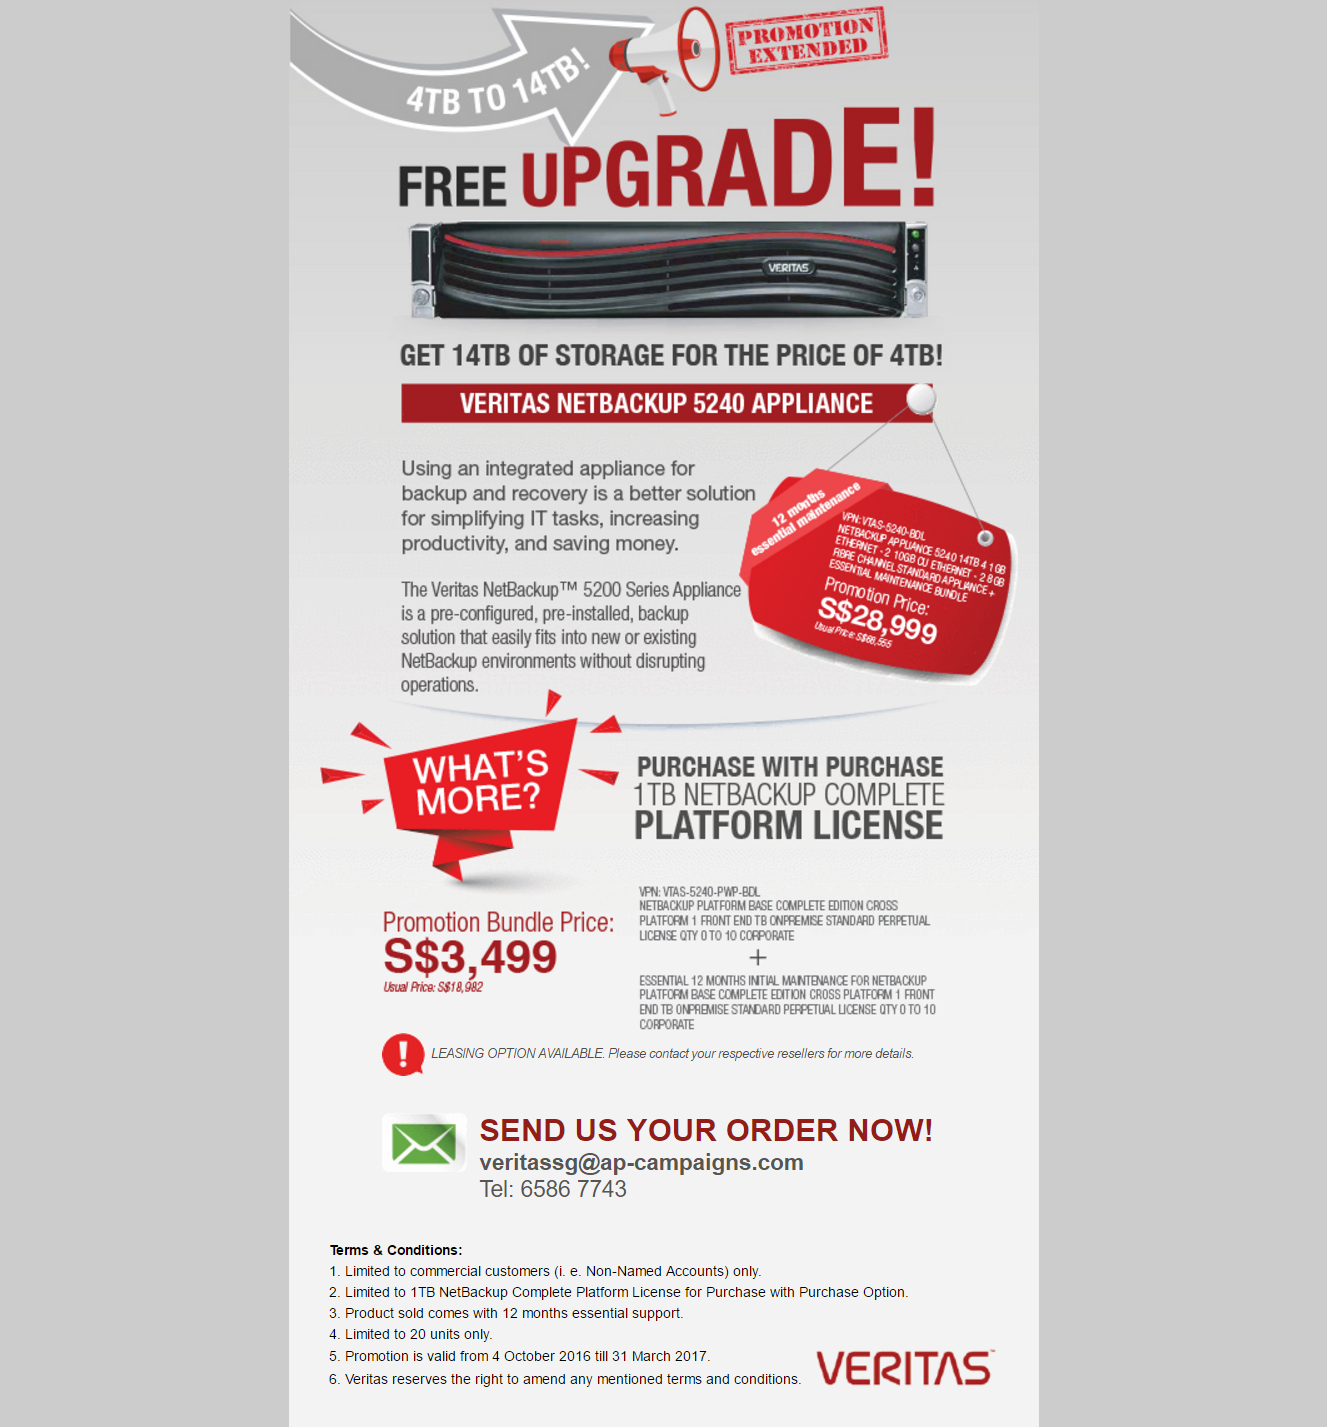 4TB TO 14TB!
PROMOTION
EXTENDED
FREE UPGRADE!
VERITAS
GET 14TB OF STORAGE FOR THE PRICE OF 4TB!
VERITAS NETBACKUP 5240 APPLIANCE
Using an integrated appliance for
backup and recovery is a better solution
for simplifying IT tasks, increasing
productivity, and saving money.
The Veritas NetBackup™ 5200 Series Appliance
is a pre-configured, pre-installed, backup
solution that easily fits into new or existing
NetBackup environments without disrupting
operations.
12 months
essential maintenance
VPN: VTAS-5240-BDL
NETBACKUP APPLIANCE 5240 14TB 4 1GB
ETHERNET - 2 10GB CU ETHERNET - 2 8GB
FIBRE CHANNEL STANDARD APPLIANCE +
ESSENTIAL MAINTENANCE BUNDLE
Promotion Price:
S$28,999
Usual Price: S$68,555
WHAT'S
MORE?
PURCHASE WITH PURCHASE
1TB NETBACKUP COMPLETE
PLATFORM LICENSE
Promotion Bundle Price:
S$3,499
Usual Price: S$18,982
VPN: VTAS-5240-PWP-BDL
NETBACKUP PLATFORM BASE COMPLETE EDITION CROSS
PLATFORM 1 FRONT END TB ONPREMISE STANDARD PERPETUAL
LICENSE QTY 0 TO 10 CORPORATE
+
ESSENTIAL 12 MONTHS INITIAL MAINTENANCE FOR NETBACKUP
PLATFORM BASE COMPLETE EDITION CROSS PLATFORM 1 FRONT
END TB ONPREMISE STANDARD PERPETUAL LICENSE QTY 0 TO 10
CORPORATE
! LEASING OPTION AVAILABLE. Please contact your respective resellers for more details.
SEND US YOUR ORDER NOW!
veritassg@ap-campaigns.com
Tel: 6586 7743
Terms & Conditions:
1. Limited to commercial customers (i. e. Non-Named Accounts) only.
2. Limited to 1TB NetBackup Complete Platform License for Purchase with Purchase Option.
3. Product sold comes with 12 months essential support.
4. Limited to 20 units only.
5. Promotion is valid from 4 October 2016 till 31 March 2017.
6. Veritas reserves the right to amend any mentioned terms and conditions.
VERITAS™